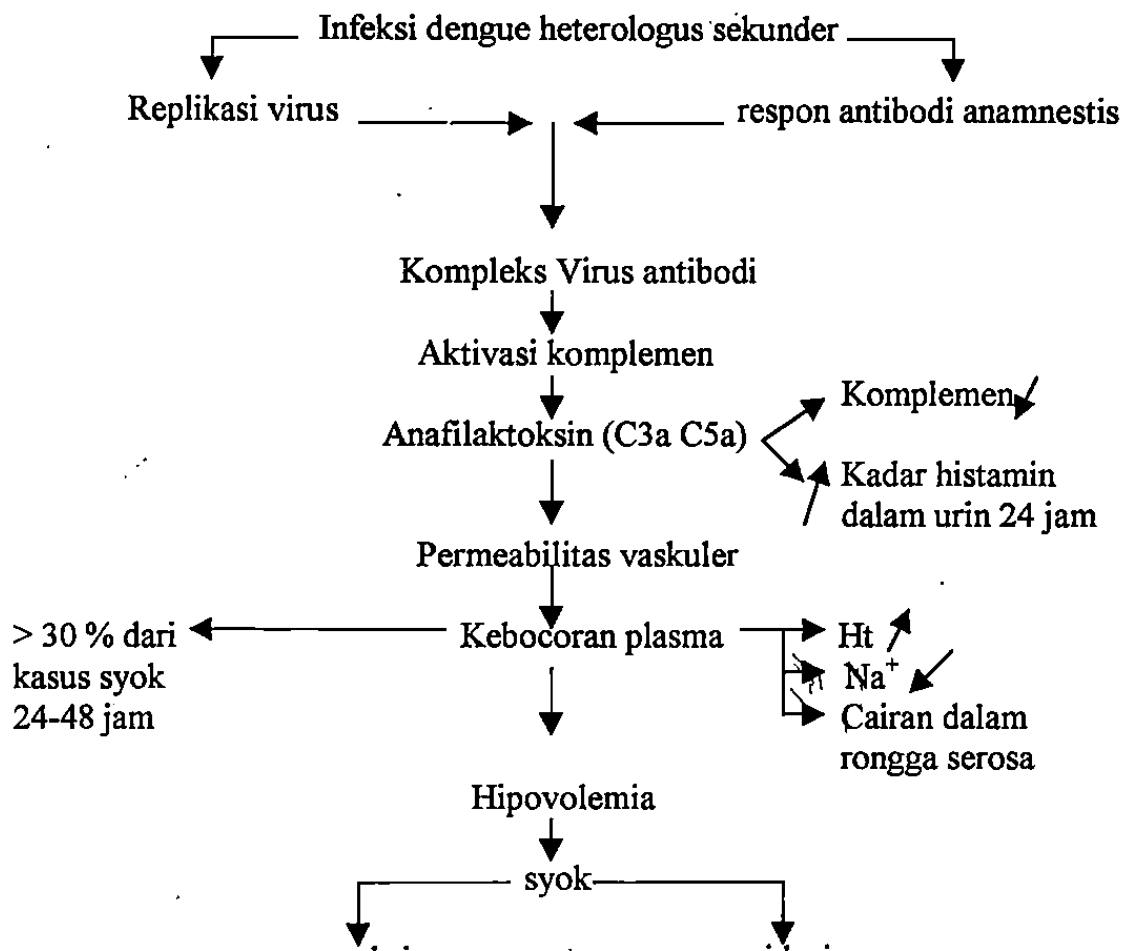 Infeksi dengue heterologus sekunder
Replikasi virus
respon antibodi anamnestis
Kompleks Virus antibodi
Aktivasi komplemen
Anafilaktoksin (C3a C5a)
Komplemen
Kadar histamin
dalam urin 24 jam
Permeabilitas vaskuler
> 30 % dari
kasus syok
24-48 jam
Kebocoran plasma
Ht
Na⁺
Cairan dalam
rongga serosa
Hipovolemia
syok